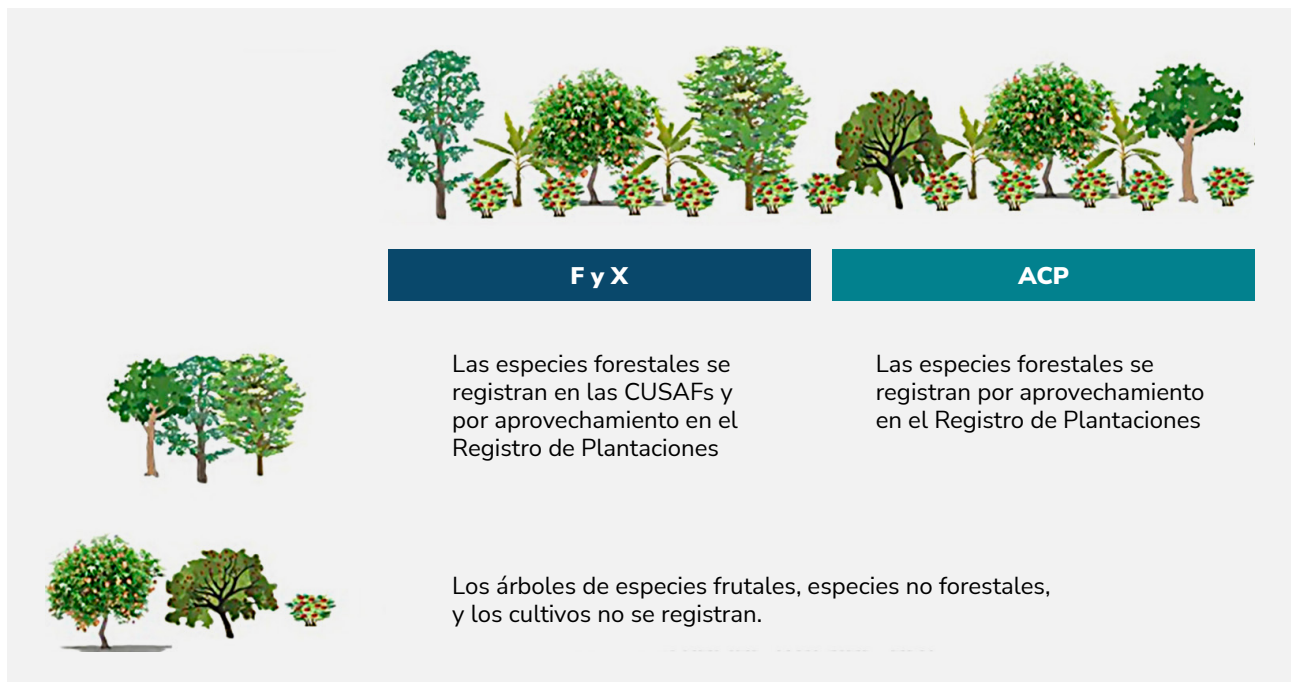 F y X
ACP
Las especies forestales se
registran en las CUSAFs y
por aprovechamiento en el
Registro de Plantaciones
Las especies forestales se
registran por aprovechamiento
en el Registro de Plantaciones
Los árboles de especies frutales, especies no forestales,
y los cultivos no se registran.